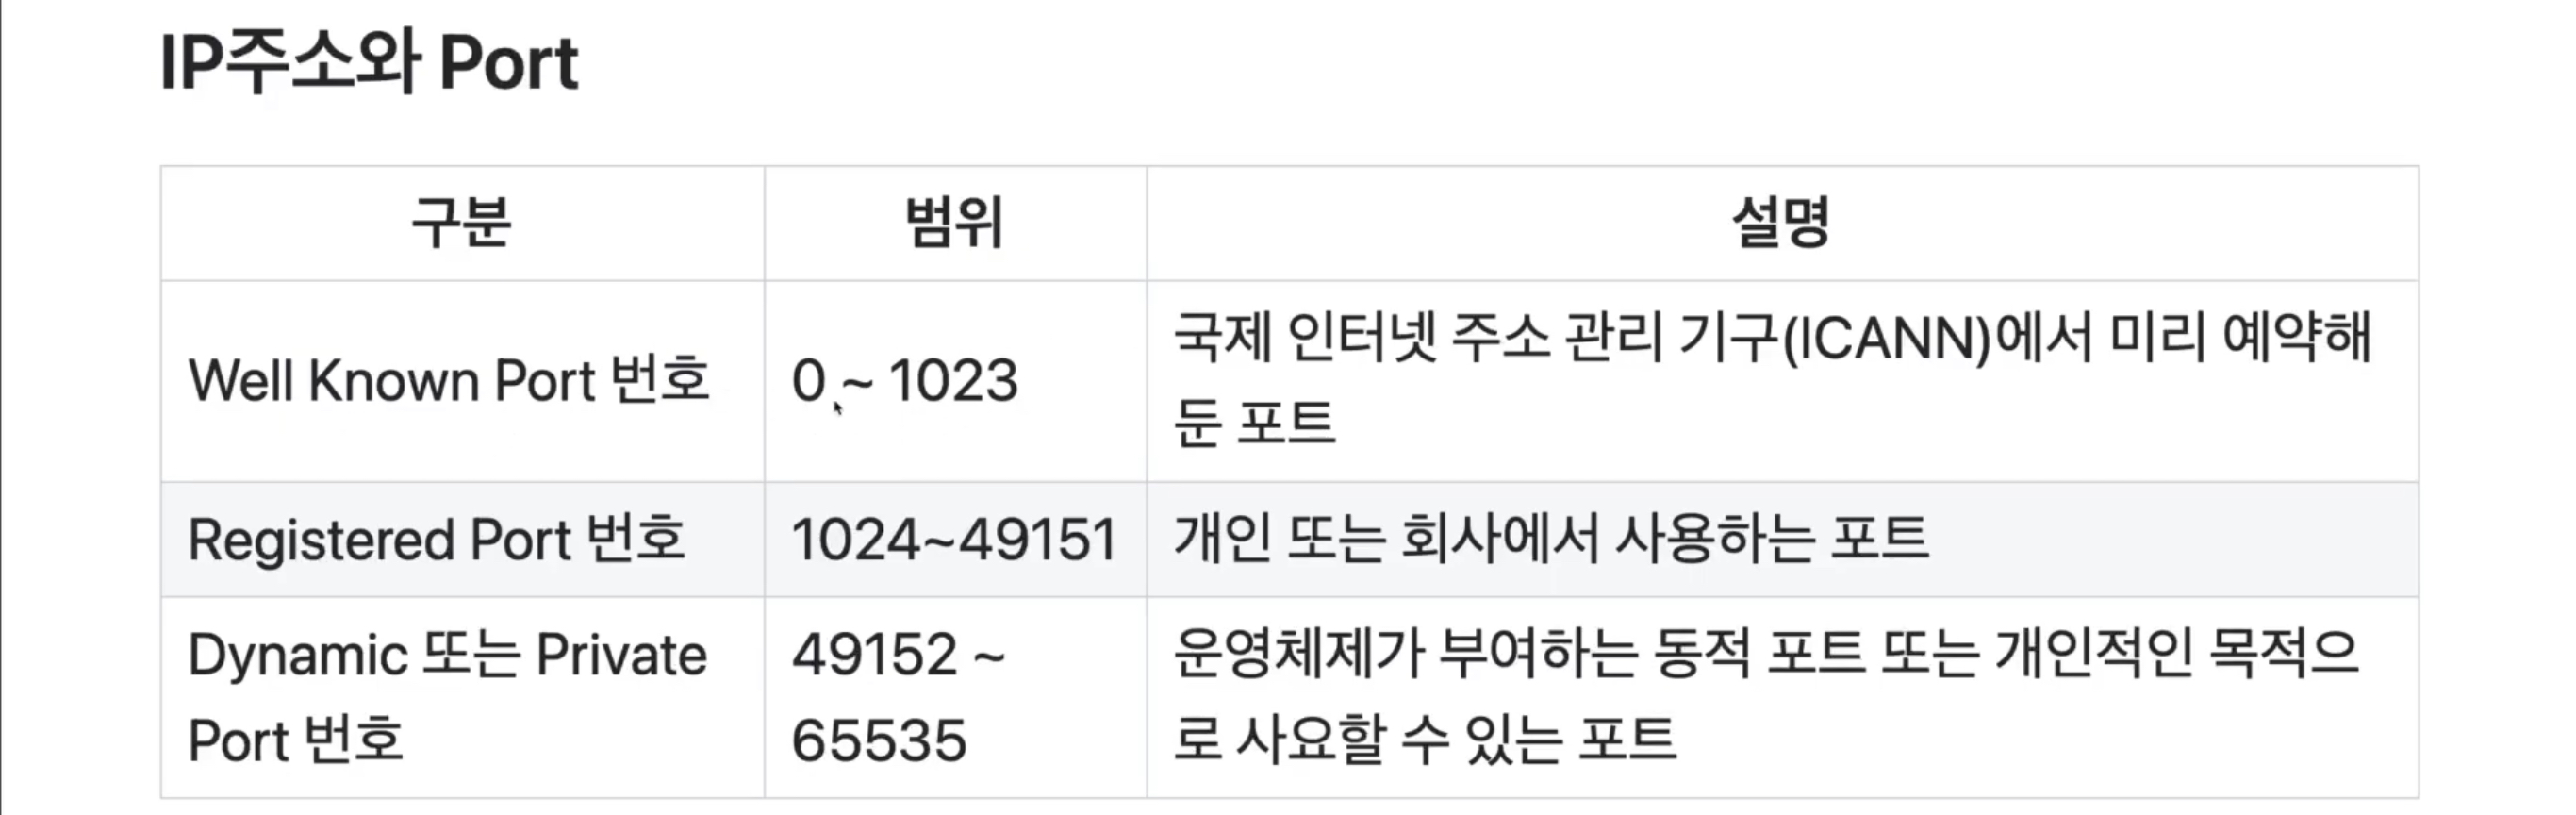 IP주소와 Port
구분 범위 설명
Well Known Port 번호 0 ~ 1023 국제 인터넷 주소 관리 기구(ICANN)에서 미리 예약해
둔 포트
Registered Port 번호 1024~49151 개인 또는 회사에서 사용하는 포트
Dynamic 또는 Private 49152 ~ 운영체제가 부여하는 동적 포트 또는 개인적인 목적으
Port 번호 65535 로 사요할 수 있는 포트